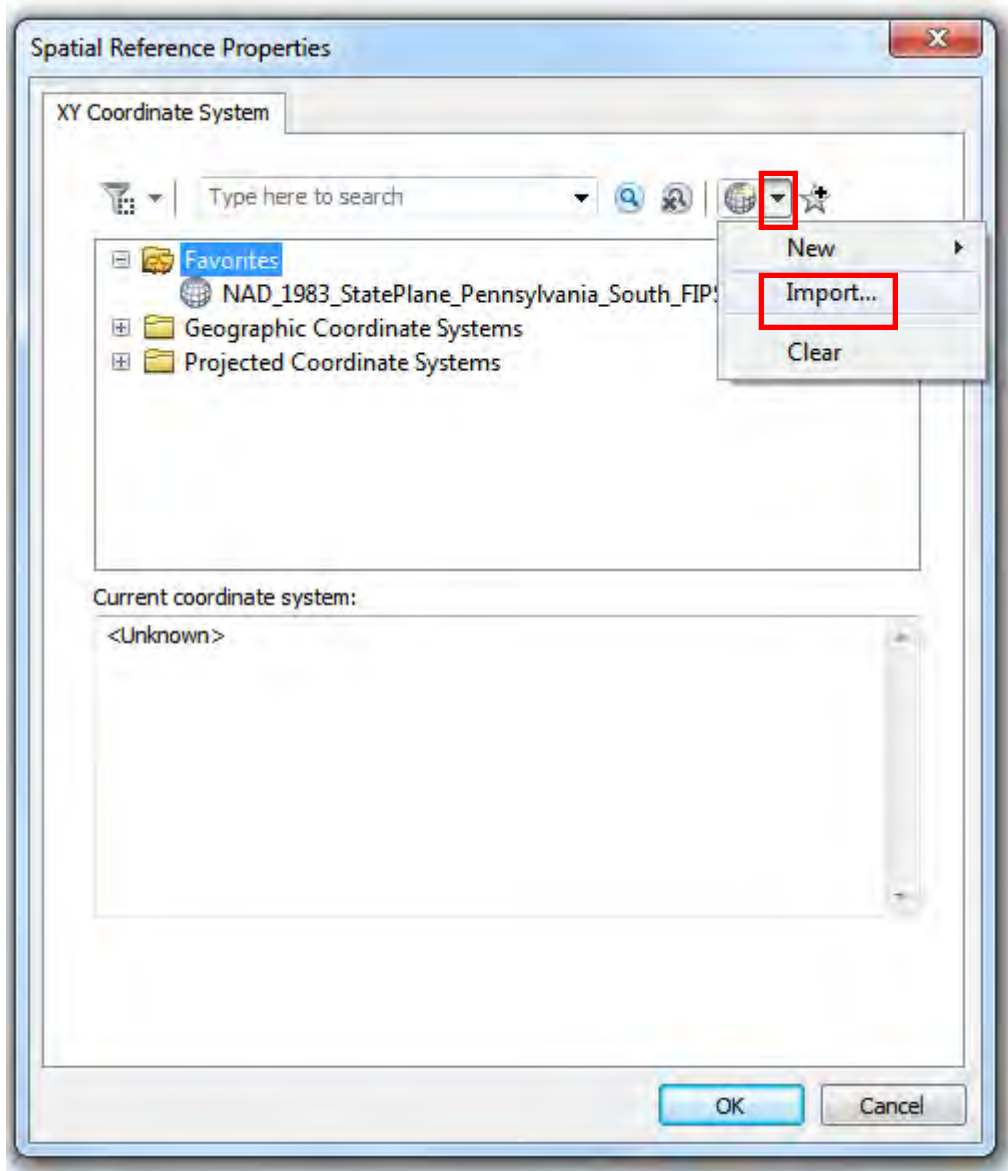 Spatial Reference Properties
XY Coordinate System
Type here to search
New
Import...
Clear
Favorites
NAD_1983_StatePlane_Pennsylvania_South_FIPS
Geographic Coordinate Systems
Projected Coordinate Systems
Current coordinate system:
<Unknown>
OK
Cancel